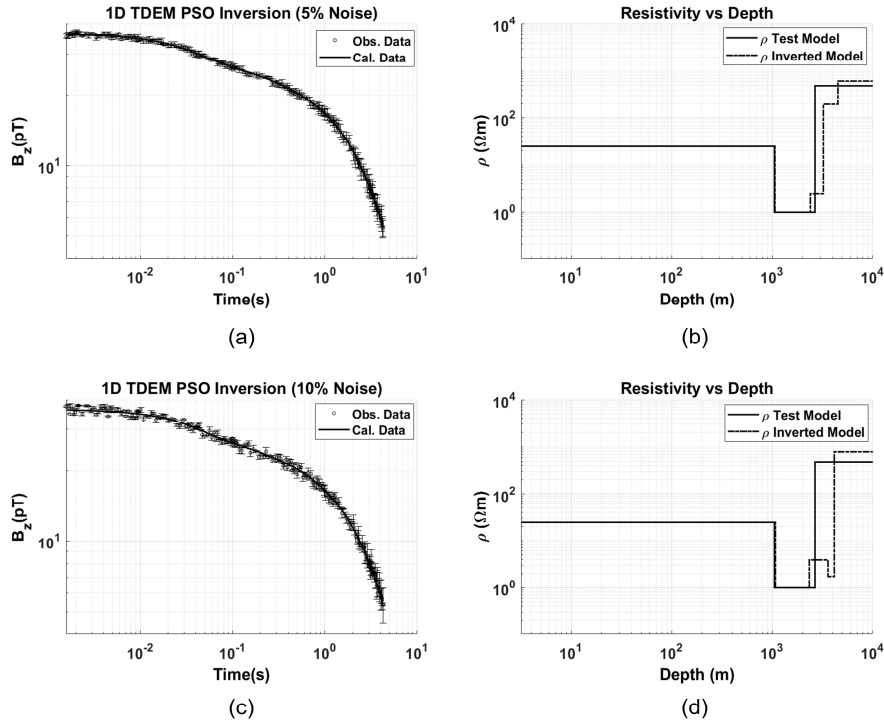 1D TDEM PSO Inversion (5% Noise)
Obs. Data
Cal. Data
B_z(pT)
10^1
10^-2
10^-1
10^0
10^1
Time(s)
(a)
Resistivity vs Depth
ρ Test Model
ρ Inverted Model
ρ (Ωm)
10^4
10^2
10^0
10^1
10^2
10^3
10^4
Depth (m)
(b)
1D TDEM PSO Inversion (10% Noise)
Obs. Data
Cal. Data
B_z(pT)
10^1
10^-2
10^-1
10^0
10^1
Time(s)
(c)
Resistivity vs Depth
ρ Test Model
ρ Inverted Model
ρ (Ωm)
10^4
10^2
10^0
10^1
10^2
10^3
10^4
Depth (m)
(d)